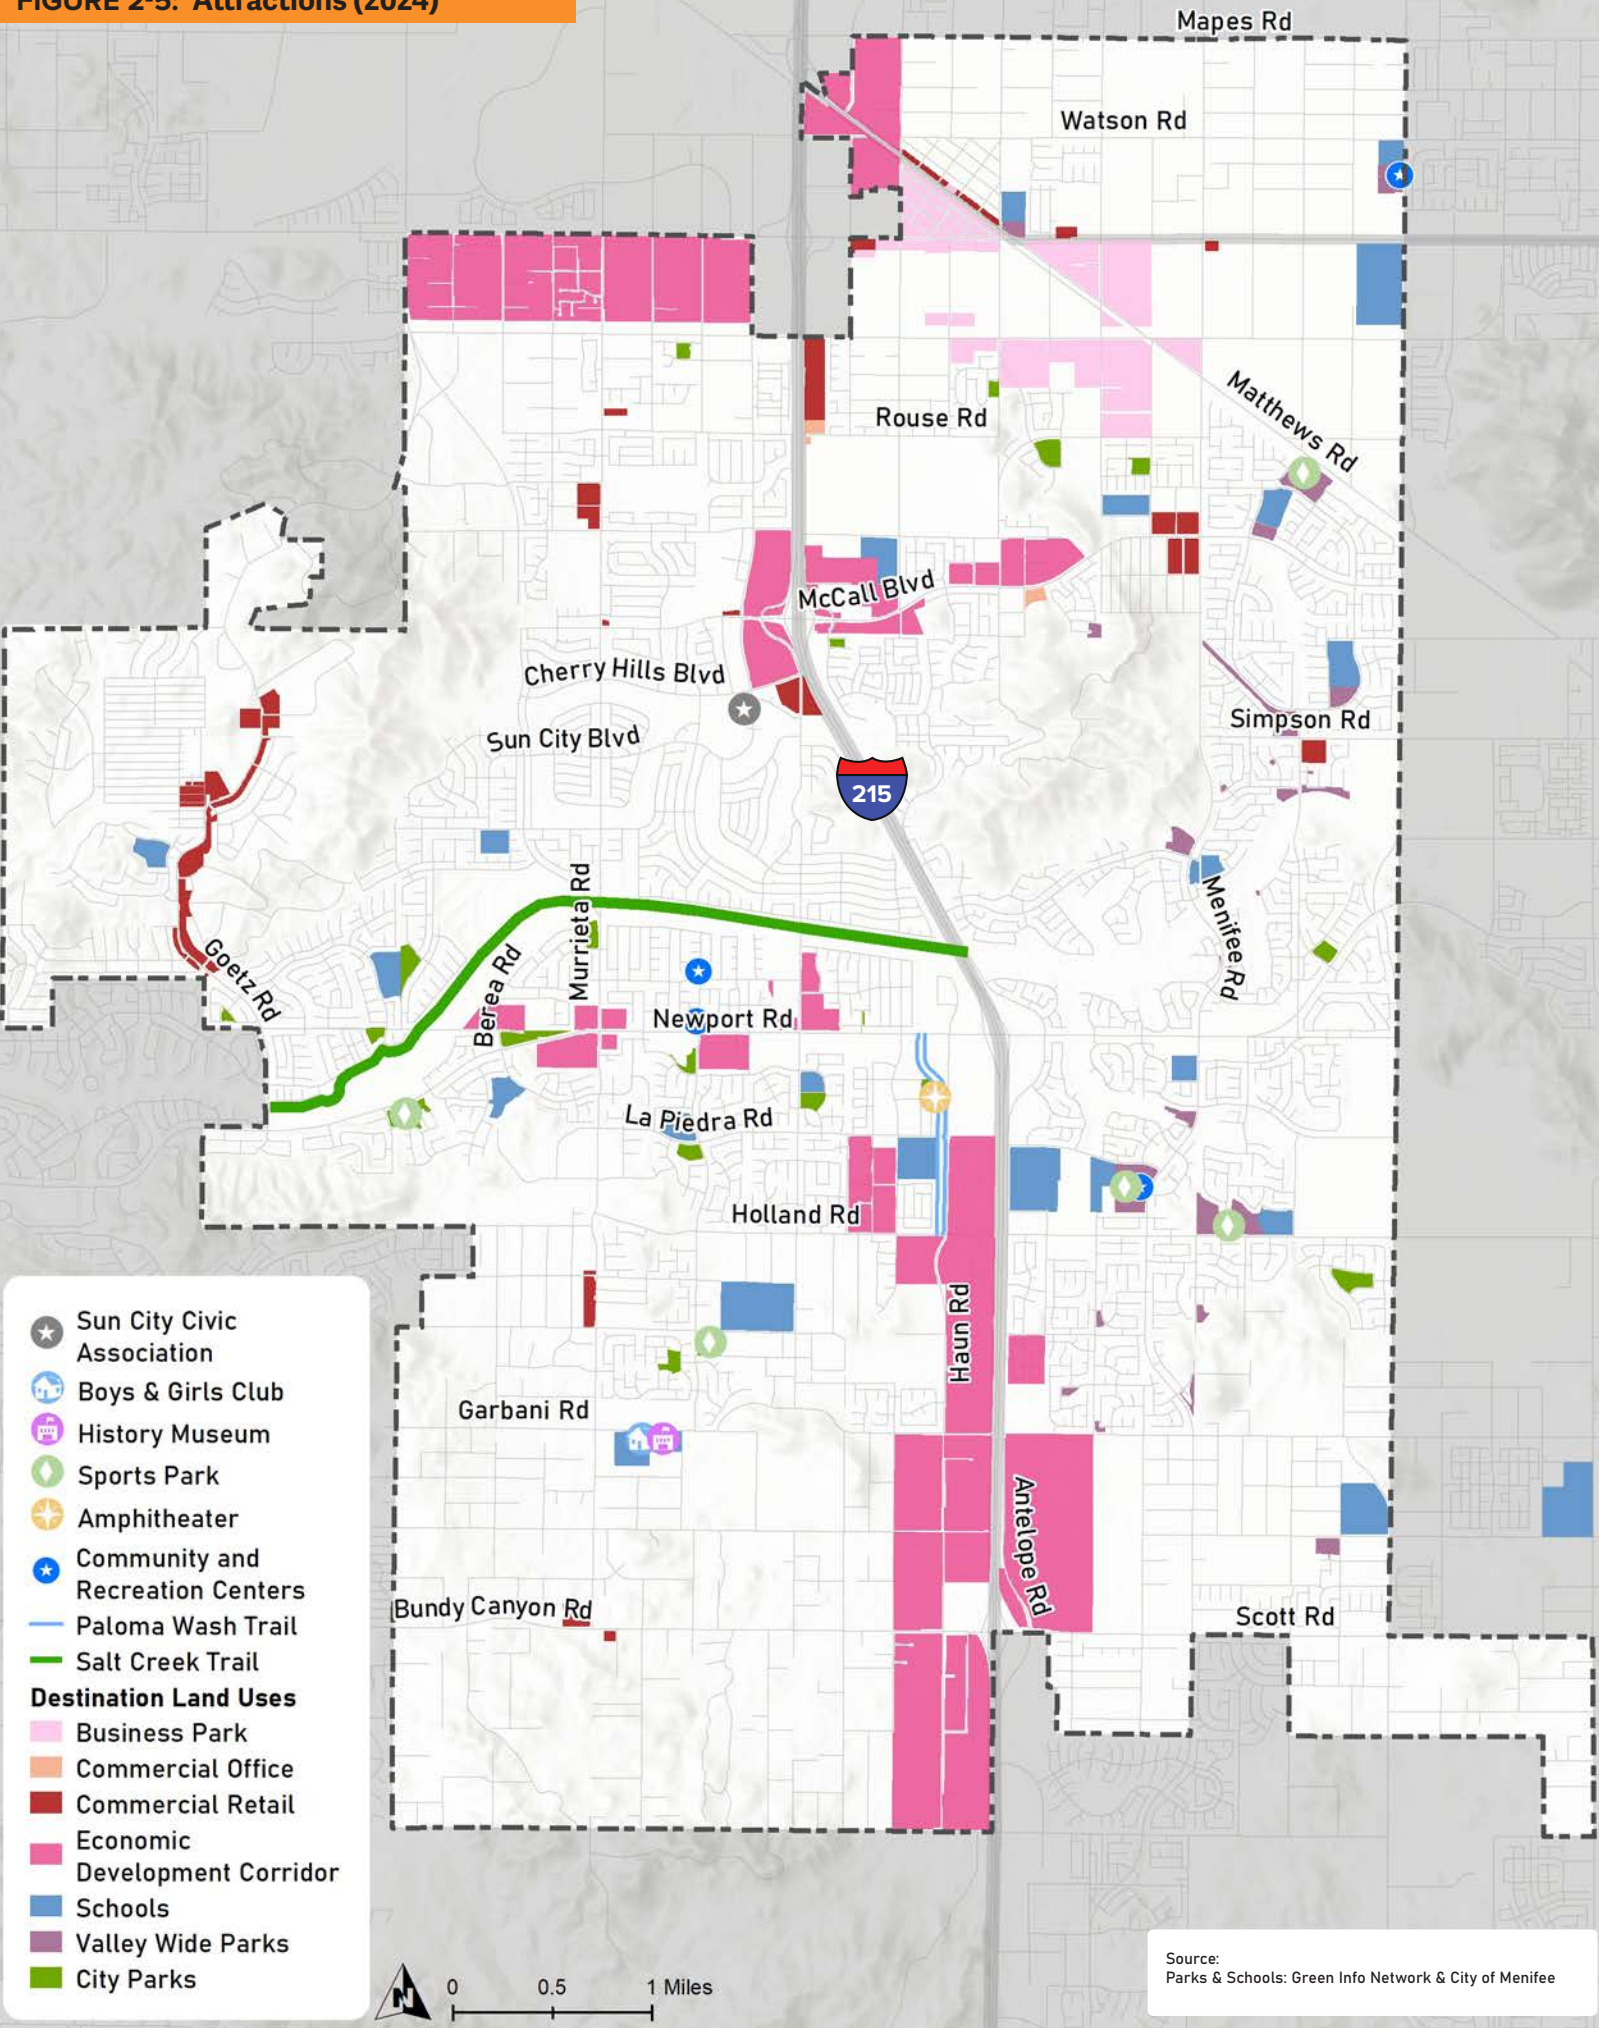 FIGURE 2-5: Attractions (2024)
Mapes Rd
Watson Rd
Matthews Rd
Rouse Rd
McCall Blvd
Cherry Hills Blvd
Sun City Blvd
Simpson Rd
215
Menifee Rd
Murrieta Rd
Goetz Rd
Berea Rd
Newport Rd
La Piedra Rd
Holland Rd
Haun Rd
Garbani Rd
Antelope Rd
Bundy Canyon Rd
Scott Rd
Sun City Civic
Association
Boys & Girls Club
History Museum
Sports Park
Amphitheater
Community and
Recreation Centers
Paloma Wash Trail
Salt Creek Trail
Destination Land Uses
Business Park
Commercial Office
Commercial Retail
Economic
Development Corridor
Schools
Valley Wide Parks
City Parks
N
0 0.5 1 Miles
Source:
Parks & Schools: Green Info Network & City of Menifee